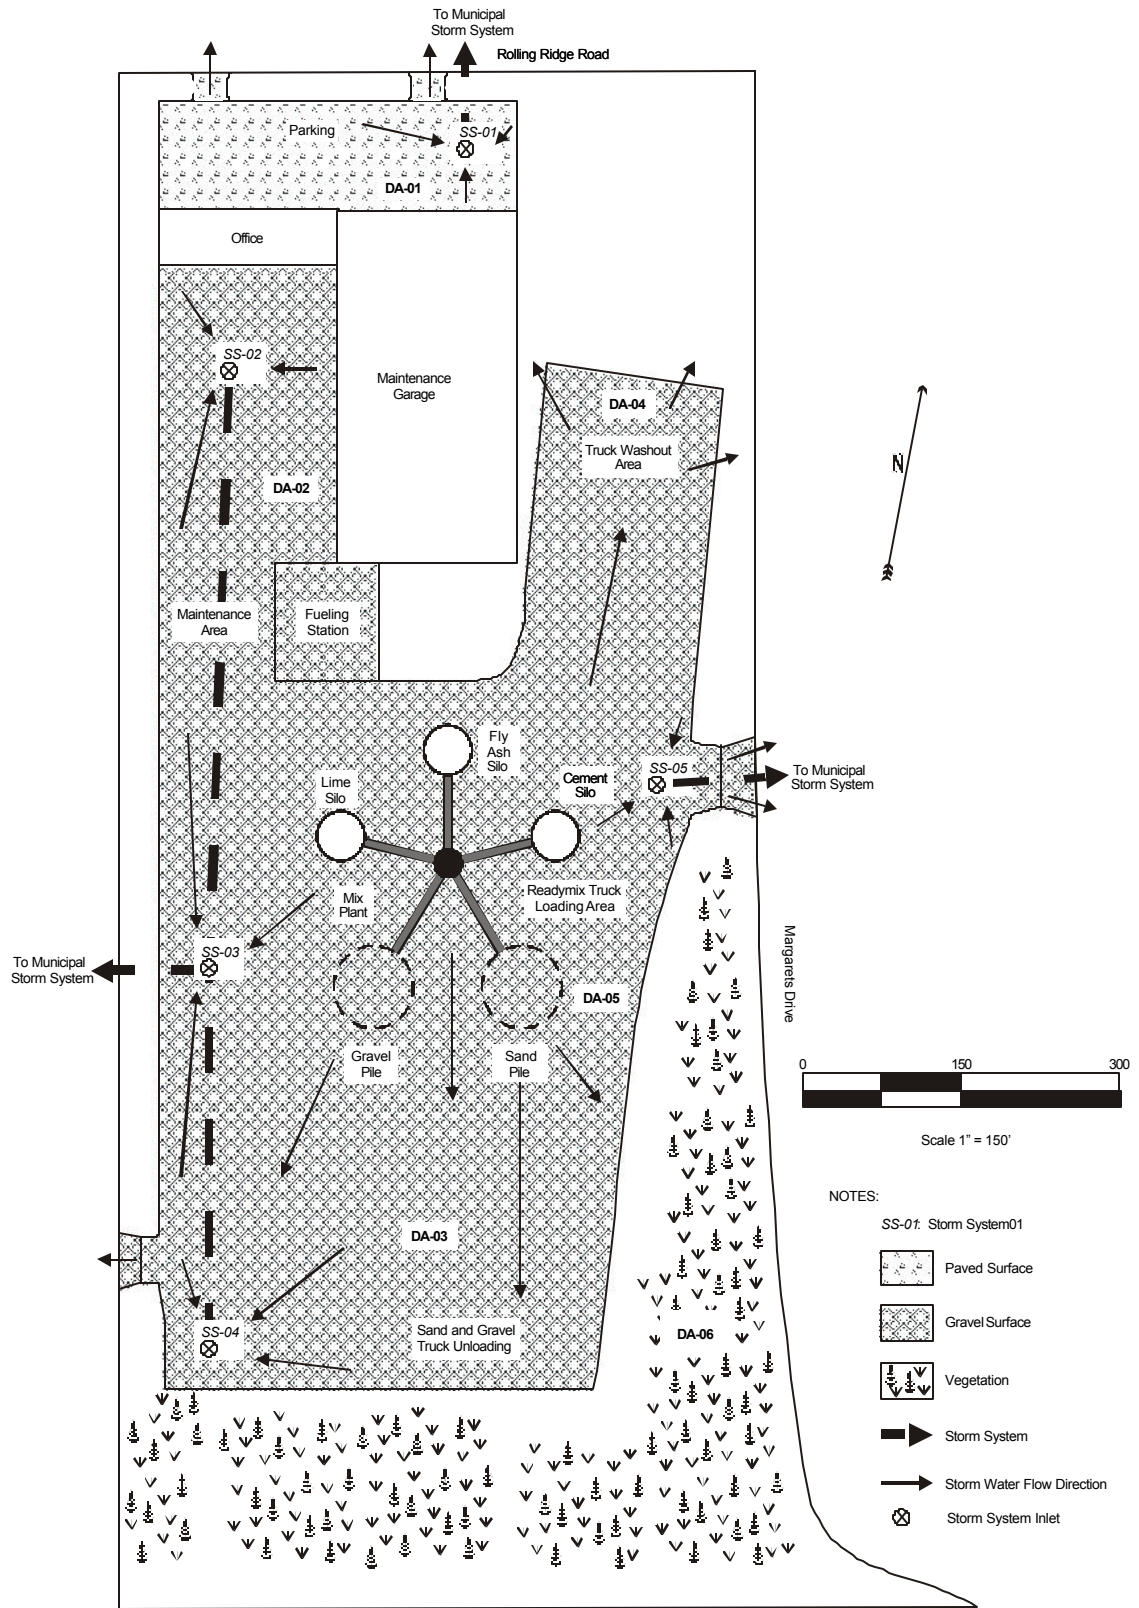 To Municipal
Storm System
Rolling Ridge Road
Parking
SS-01
DA-01
Office
SS-02
Maintenance
Garage
DA-04
Truck Washout
Area
N
DA-02
Maintenance
Area
Fueling
Station
Fly
Ash
Silo
Lime
Silo
Cement
Silo
SS-05
To Municipal
Storm System
Mix
Plant
Readymix Truck
Loading Area
SS-03
To Municipal
Storm System
DA-05
Margarets Drive
Gravel
Pile
Sand
Pile
0 150 300
Scale 1" = 150'
NOTES:
SS-01: Storm System01
DA-03
Paved Surface
Gravel Surface
SS-04
Sand and Gravel
Truck Unloading
DA-06
Vegetation
Storm System
Storm Water Flow Direction
Storm System Inlet